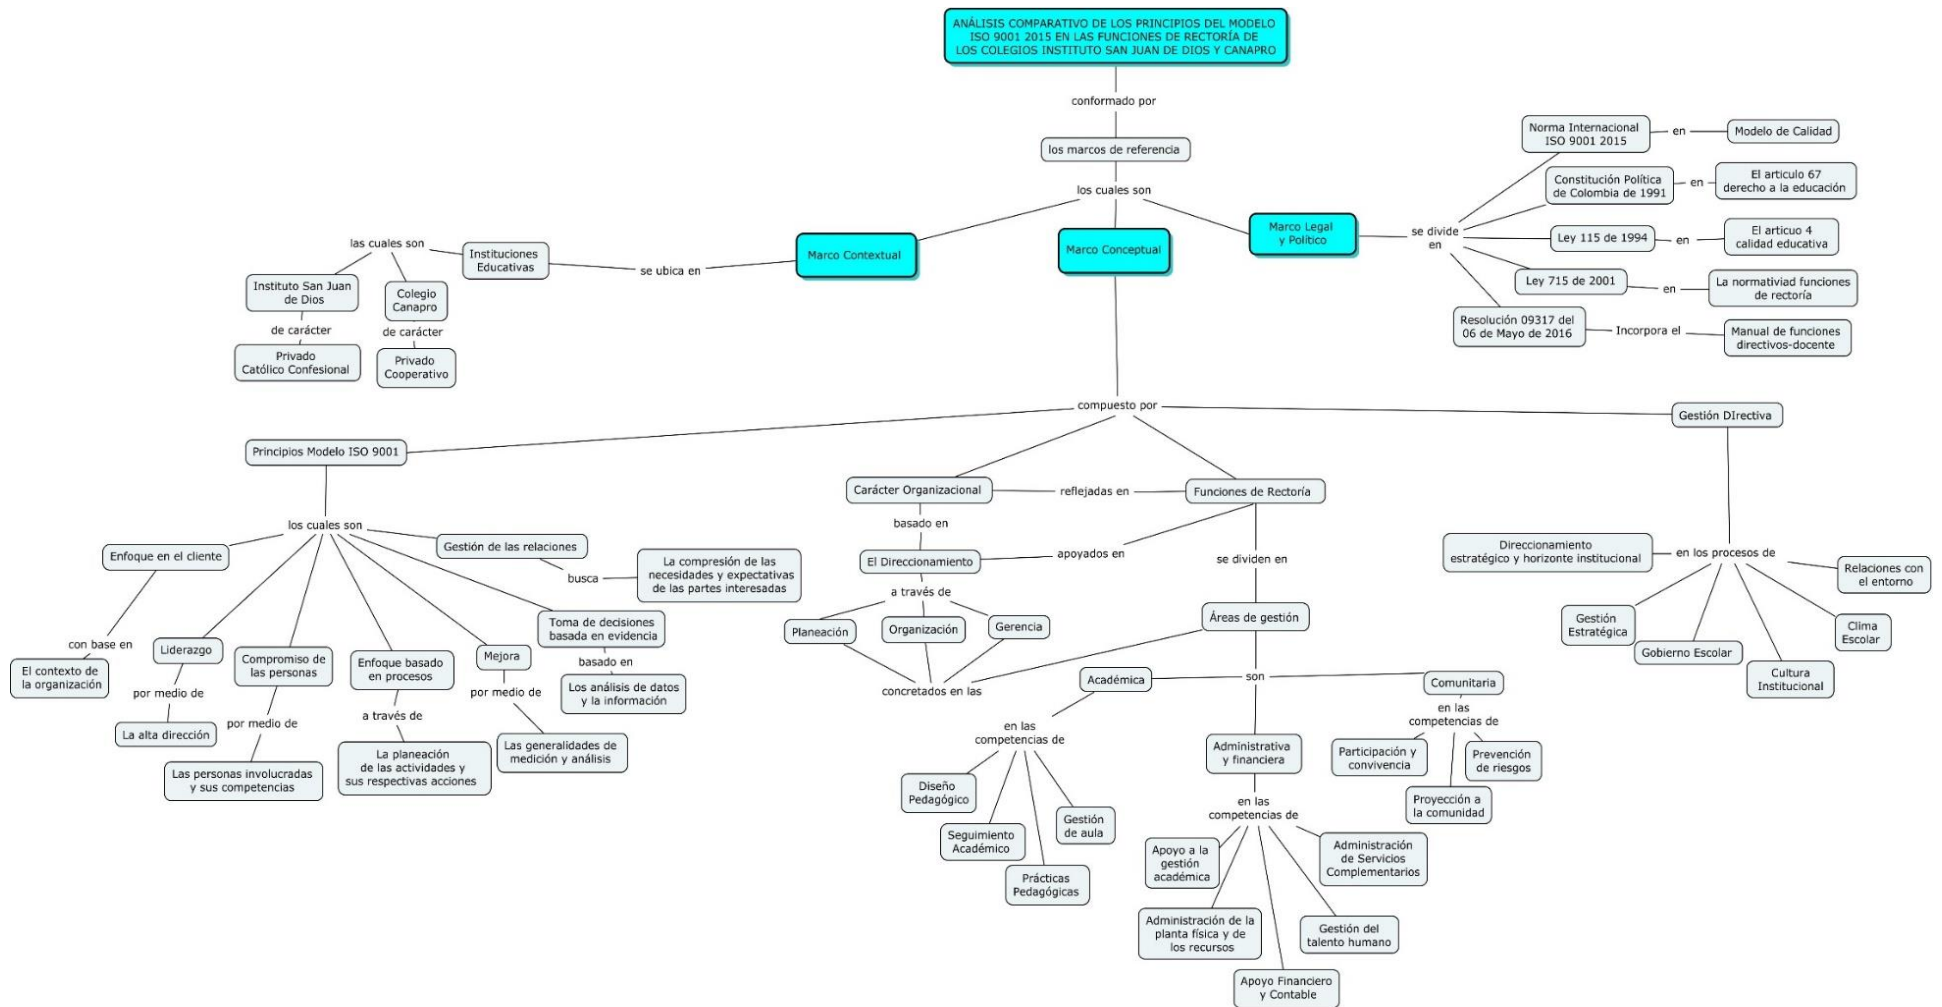 ANÁLISIS COMPARATIVO DE LOS PRINCIPIOS DEL MODELO
ISO 9001 2015 EN LAS FUNCIONES DE RECTORÍA DE
LOS COLEGIOS INSTITUTO SAN JUAN DE DIOS Y CANAPRO
conformado por
los marcos de referencia
los cuales son
Marco Contextual
Marco Conceptual
Marco Legal
y Político
se ubica en
Instituciones
Educativas
las cuales son
Instituto San Juan
de Dios
de carácter
Privado
Católico Confesional
Colegio
Canapro
de carácter
Privado
Cooperativo
se divide
en
Norma Internacional
ISO 9001 2015
en
Modelo de Calidad
Constitución Política
de Colombia de 1991
en
El articulo 67
derecho a la educación
Ley 115 de 1994
en
El articuo 4
calidad educativa
Ley 715 de 2001
en
La normativiad funciones
de rectoría
Resolución 09317 del
06 de Mayo de 2016
Incorpora el
Manual de funciones
directivos-docente
compuesto por
Principios Modelo ISO 9001
los cuales son
Enfoque en el cliente
con base en
El contexto de
la organización
Liderazgo
por medio de
La alta dirección
Compromiso de
las personas
por medio de
Las personas involucradas
y sus competencias
Enfoque basado
en procesos
a través de
La planeación
de las actividades y
sus respectivas acciones
Mejora
por medio de
Las generalidades de
medición y análisis
Toma de decisiones
basada en evidencia
basado en
Los análisis de datos
y la información
Gestión de las relaciones
busca
La compresión de las
necesidades y expectativas
de las partes interesadas
Carácter Organizacional
reflejadas en
Funciones de Rectoría
basado en
El Direccionamiento
apoyados en
a través de
Planeación
Organización
Gerencia
concretados en las
se dividen en
Áreas de gestión
son
Académica
en las
competencias de
Diseño
Pedagógico
Seguimiento
Académico
Prácticas
Pedagógicas
Gestión
de aula
Administrativa
y financiera
en las
competencias de
Apoyo a la
gestión
académica
Administración de la
planta física y de
los recursos
Apoyo Financiero
y Contable
Gestión del
talento humano
Administración
de Servicios
Complementarios
Comunitaria
en las
competencias de
Participación y
convivencia
Proyección a
la comunidad
Prevención
de riesgos
Gestión DIrectiva
en los procesos de
Direccionamiento
estratégico y horizonte institucional
Gestión
Estratégica
Gobierno Escolar
Cultura
Institucional
Clima
Escolar
Relaciones con
el entorno